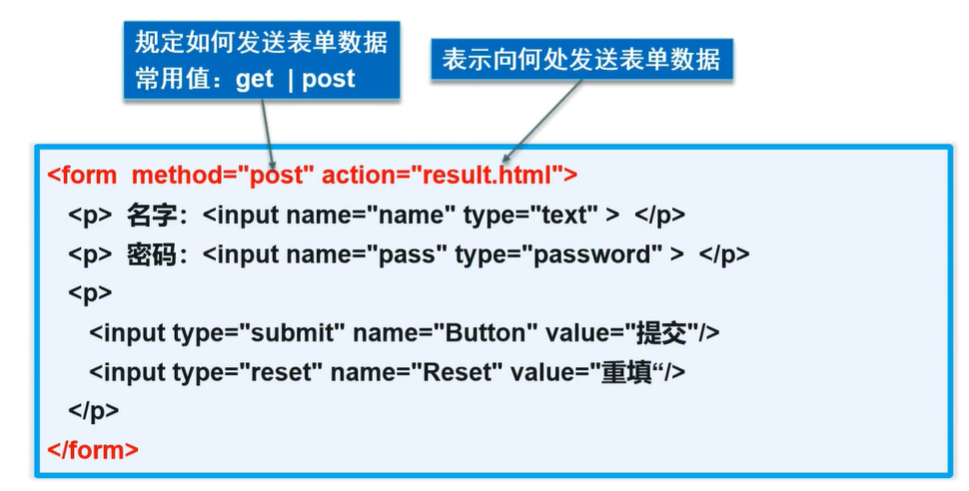 规定如何发送表单数据
常用值：get | post
表示向何处发送表单数据
<form method="post" action="result.html">
<p> 名字：<input name="name" type="text" > </p>
<p> 密码：<input name="pass" type="password" > </p>
<p>
<input type="submit" name="Button" value="提交"/>
<input type="reset" name="Reset" value="重填“/>
</p>
</form>